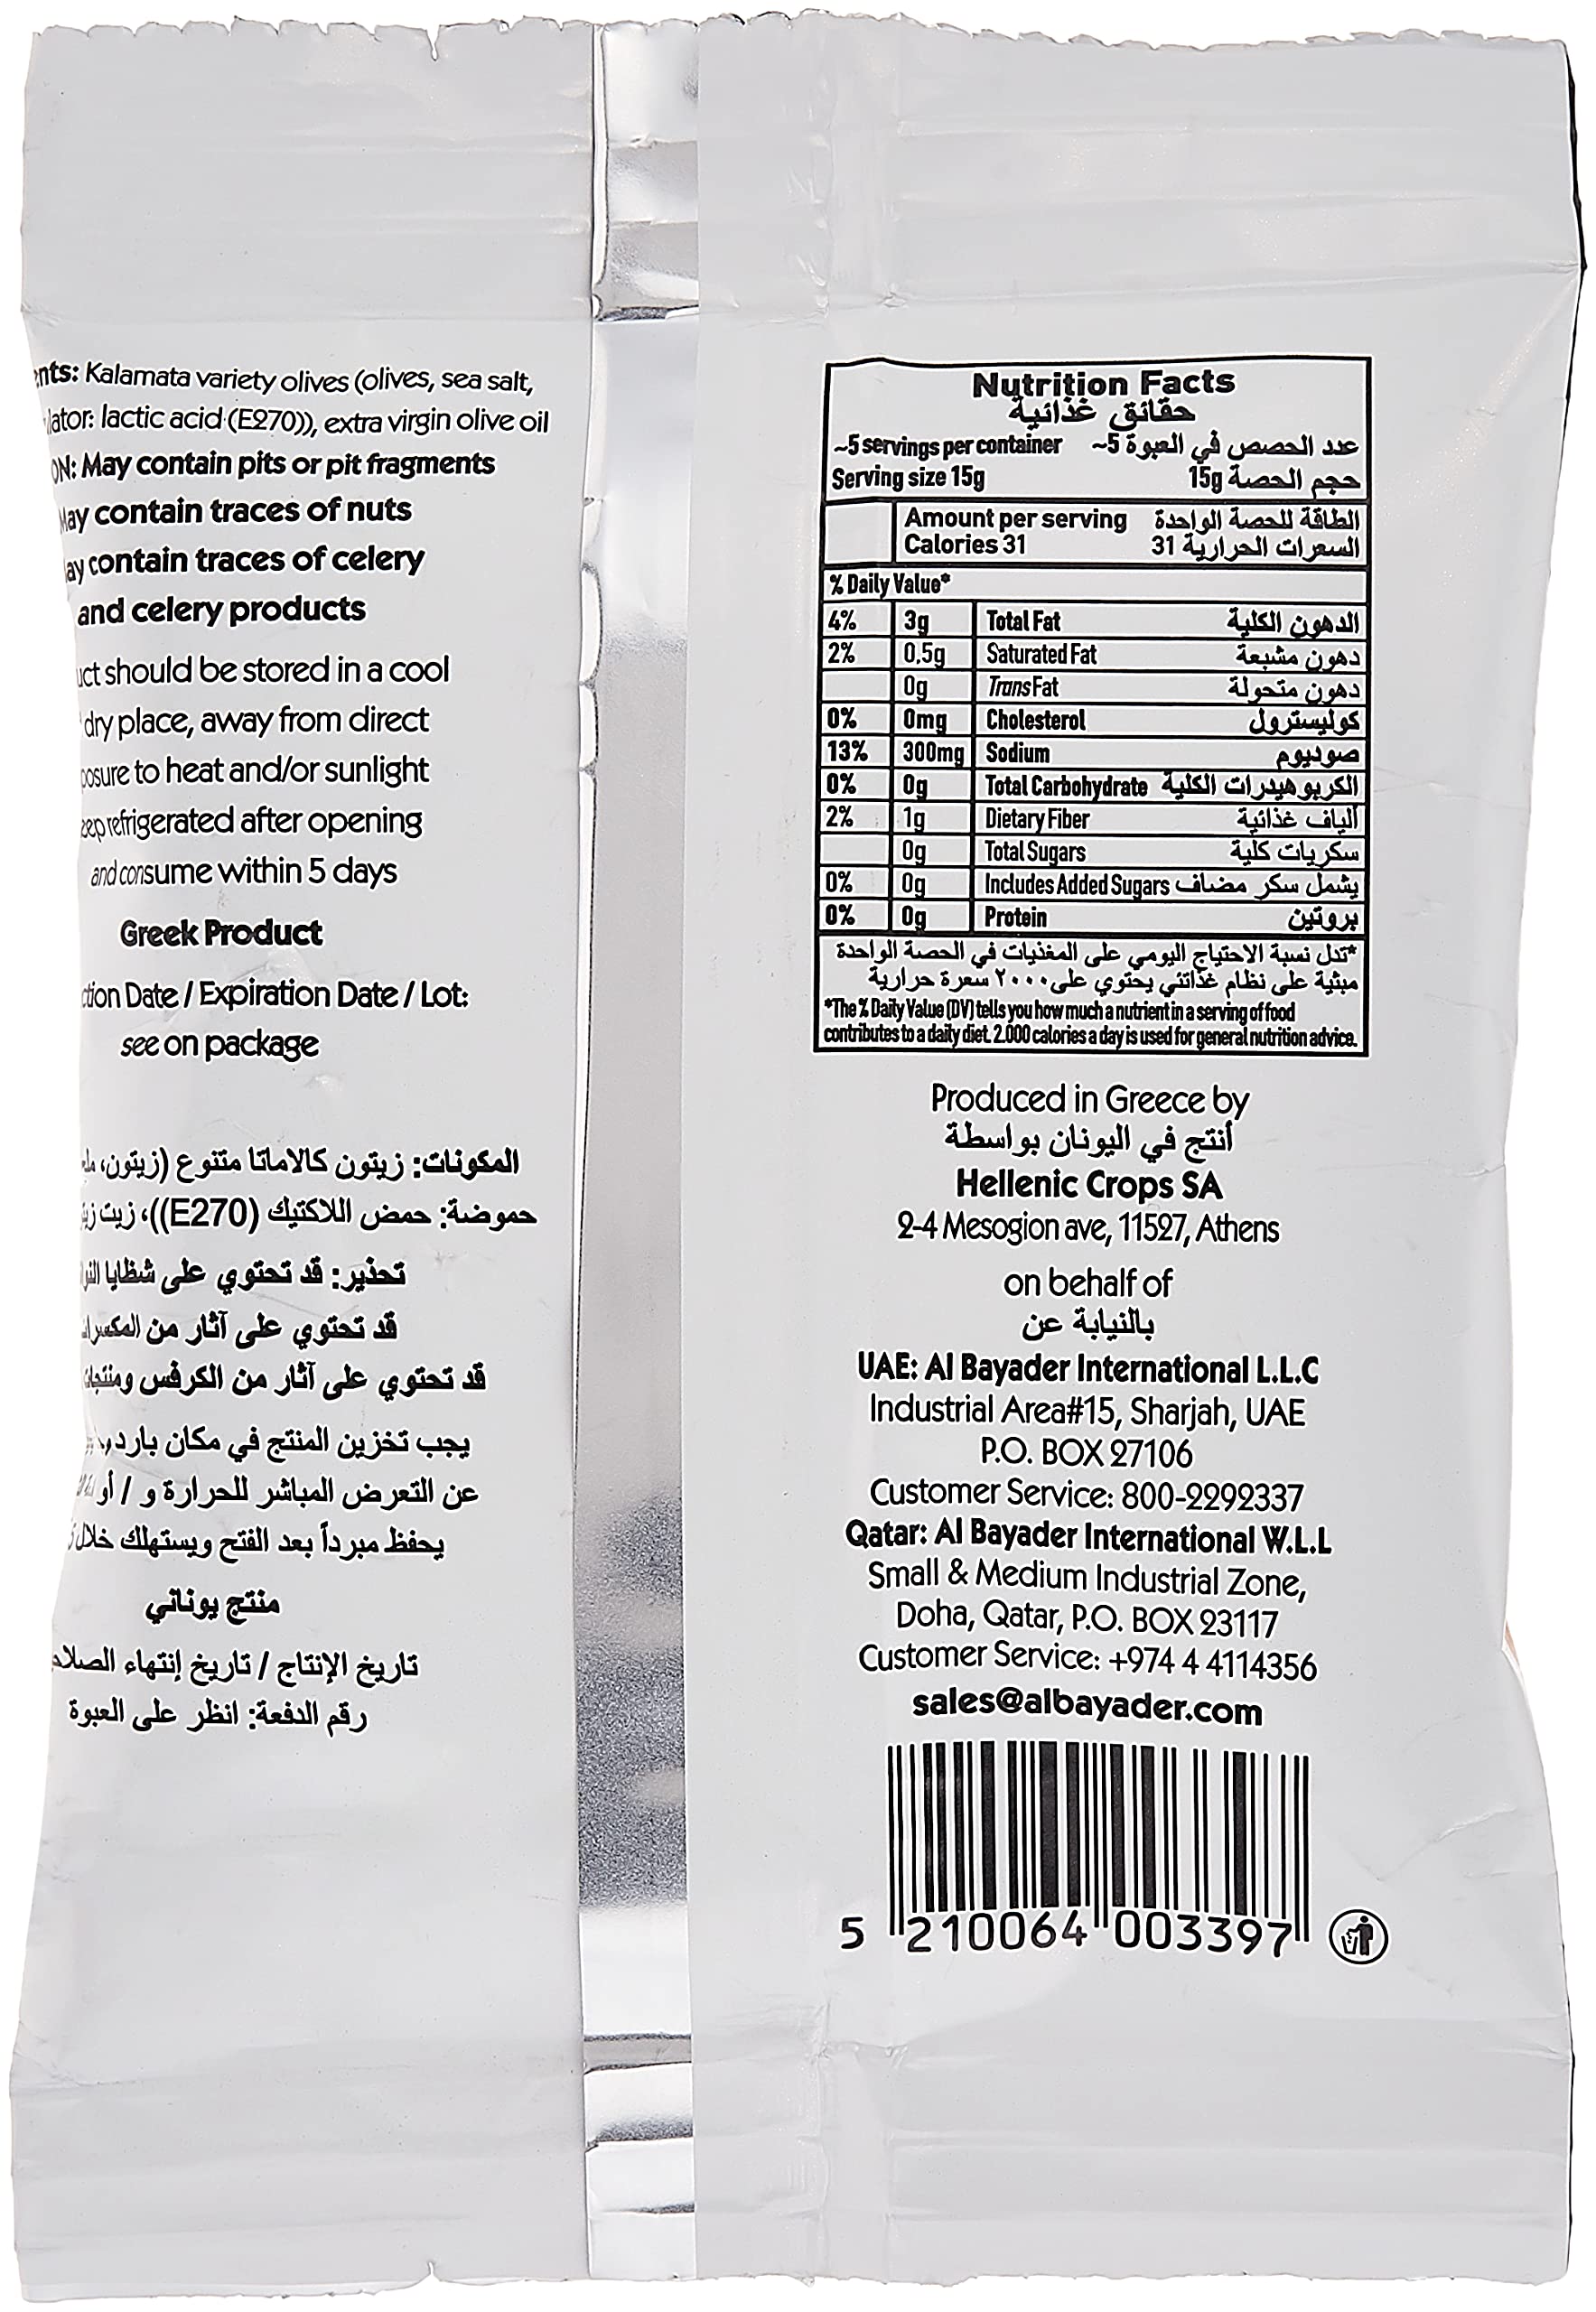 Kalamata variety olives (olives, sea salt,
lactic acid (E270)), extra virgin olive oil
May contain pits or pit fragments
May contain traces of nuts
contain traces of celery
and celery products
should be stored in a cool
dry place, away from direct
to heat and/or sunlight
refrigerated after opening
and consume within 5 days
Greek Product
Date / Expiration Date / Lot:
see on package
المكونات: زيتون كالاماتا متنوع (زيتون،
حموضة: حمض اللاكتيك (E270))، زيت
تحذير: قد تحتوي على شظايا
قد تحتوي على آثار من
قد تحتوي على آثار من الكرفس
يجب تخزين المنتج في مكان بارد
عن التعرض المباشر للحرارة و / أو
يحفظ مبرداً بعد الفتح ويستهلك خلال
منتج يوناني
تاريخ الإنتاج / تاريخ إنتهاء
رقم الدفعة: انظر على العبوة
Nutrition Facts
حقائق غذائية
~5 servings per container عدد الحصص في العبوة 5~
Serving size 15g حجم الحصة 15g
Amount per serving الطاقة للحصة الواحدة
Calories 31 السعرات الحرارية 31
% Daily Value*
4% 3g Total Fat الدهون الكلية
2% 0,5g Saturated Fat دهون مشبعة
0g Trans Fat دهون متحولة
0% 0mg Cholesterol كوليسترول
13% 300mg Sodium صوديوم
0% 0g Total Carbohydrate الكربوهيدرات الكلية
2% 1g Dietary Fiber ألياف غذائية
0g Total Sugars سكريات كلية
0% 0g Includes Added Sugars يشمل سكر مضاف
0% 0g Protein بروتين
*تدل نسبة الاحتياج اليومي على المغذيات في الحصة الواحدة
مبنية على نظام غذائي يحتوي على ٢٠٠٠ سعرة حرارية
*The % Daily Value (DV) tells you how much a nutrient in a serving of food
contributes to a daily diet. 2.000 calories a day is used for general nutrition advice.
Produced in Greece by
أنتج في اليونان بواسطة
Hellenic Crops SA
2-4 Mesogion ave, 11527, Athens
on behalf of
بالنيابة عن
UAE: Al Bayader International L.L.C
Industrial Area#15, Sharjah, UAE
P.O. BOX 27106
Customer Service: 800-2292337
Qatar: Al Bayader International W.L.L
Small & Medium Industrial Zone,
Doha, Qatar, P.O. BOX 23117
Customer Service: +974 4 4114356
sales@albayader.com
5 210064 003397